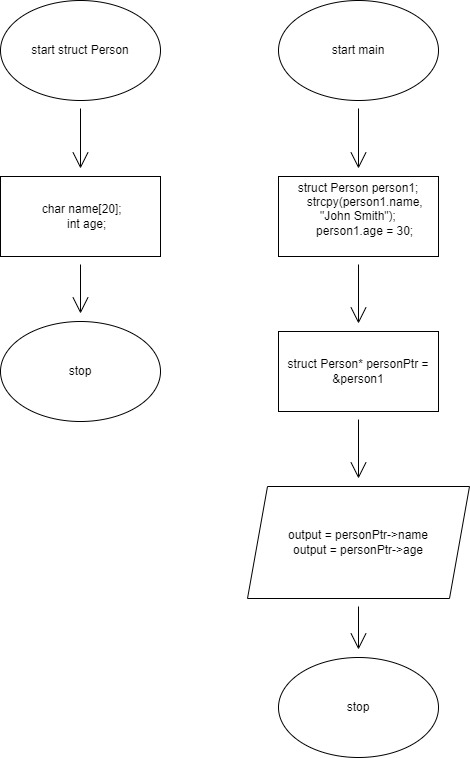 start struct Person
char name[20];
int age;
stop
start main
struct Person person1;
strcpy(person1.name,
"John Smith");
person1.age = 30;
struct Person* personPtr =
&person1
output = personPtr->name
output = personPtr->age
stop